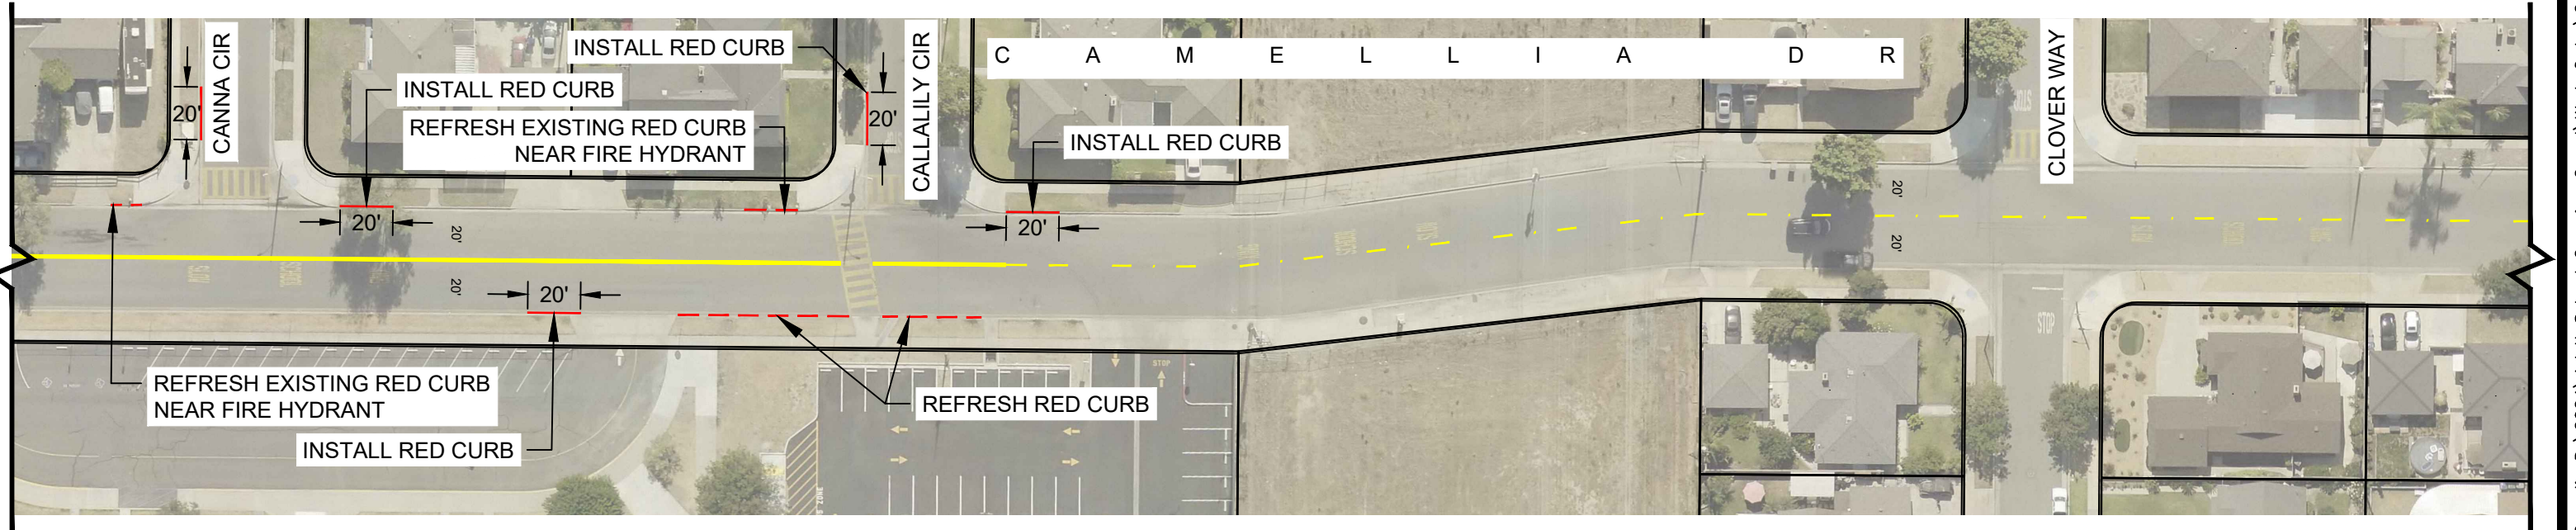 INSTALL RED CURB
C A M E L L I A D R
CANNA CIR
CALLALILY CIR
CLOVER WAY
INSTALL RED CURB
20'
20'
REFRESH EXISTING RED CURB
NEAR FIRE HYDRANT
INSTALL RED CURB
20'
20'
20'
20'
20'
20'
20'
STOP
STOP
REFRESH EXISTING RED CURB
NEAR FIRE HYDRANT
REFRESH RED CURB
INSTALL RED CURB